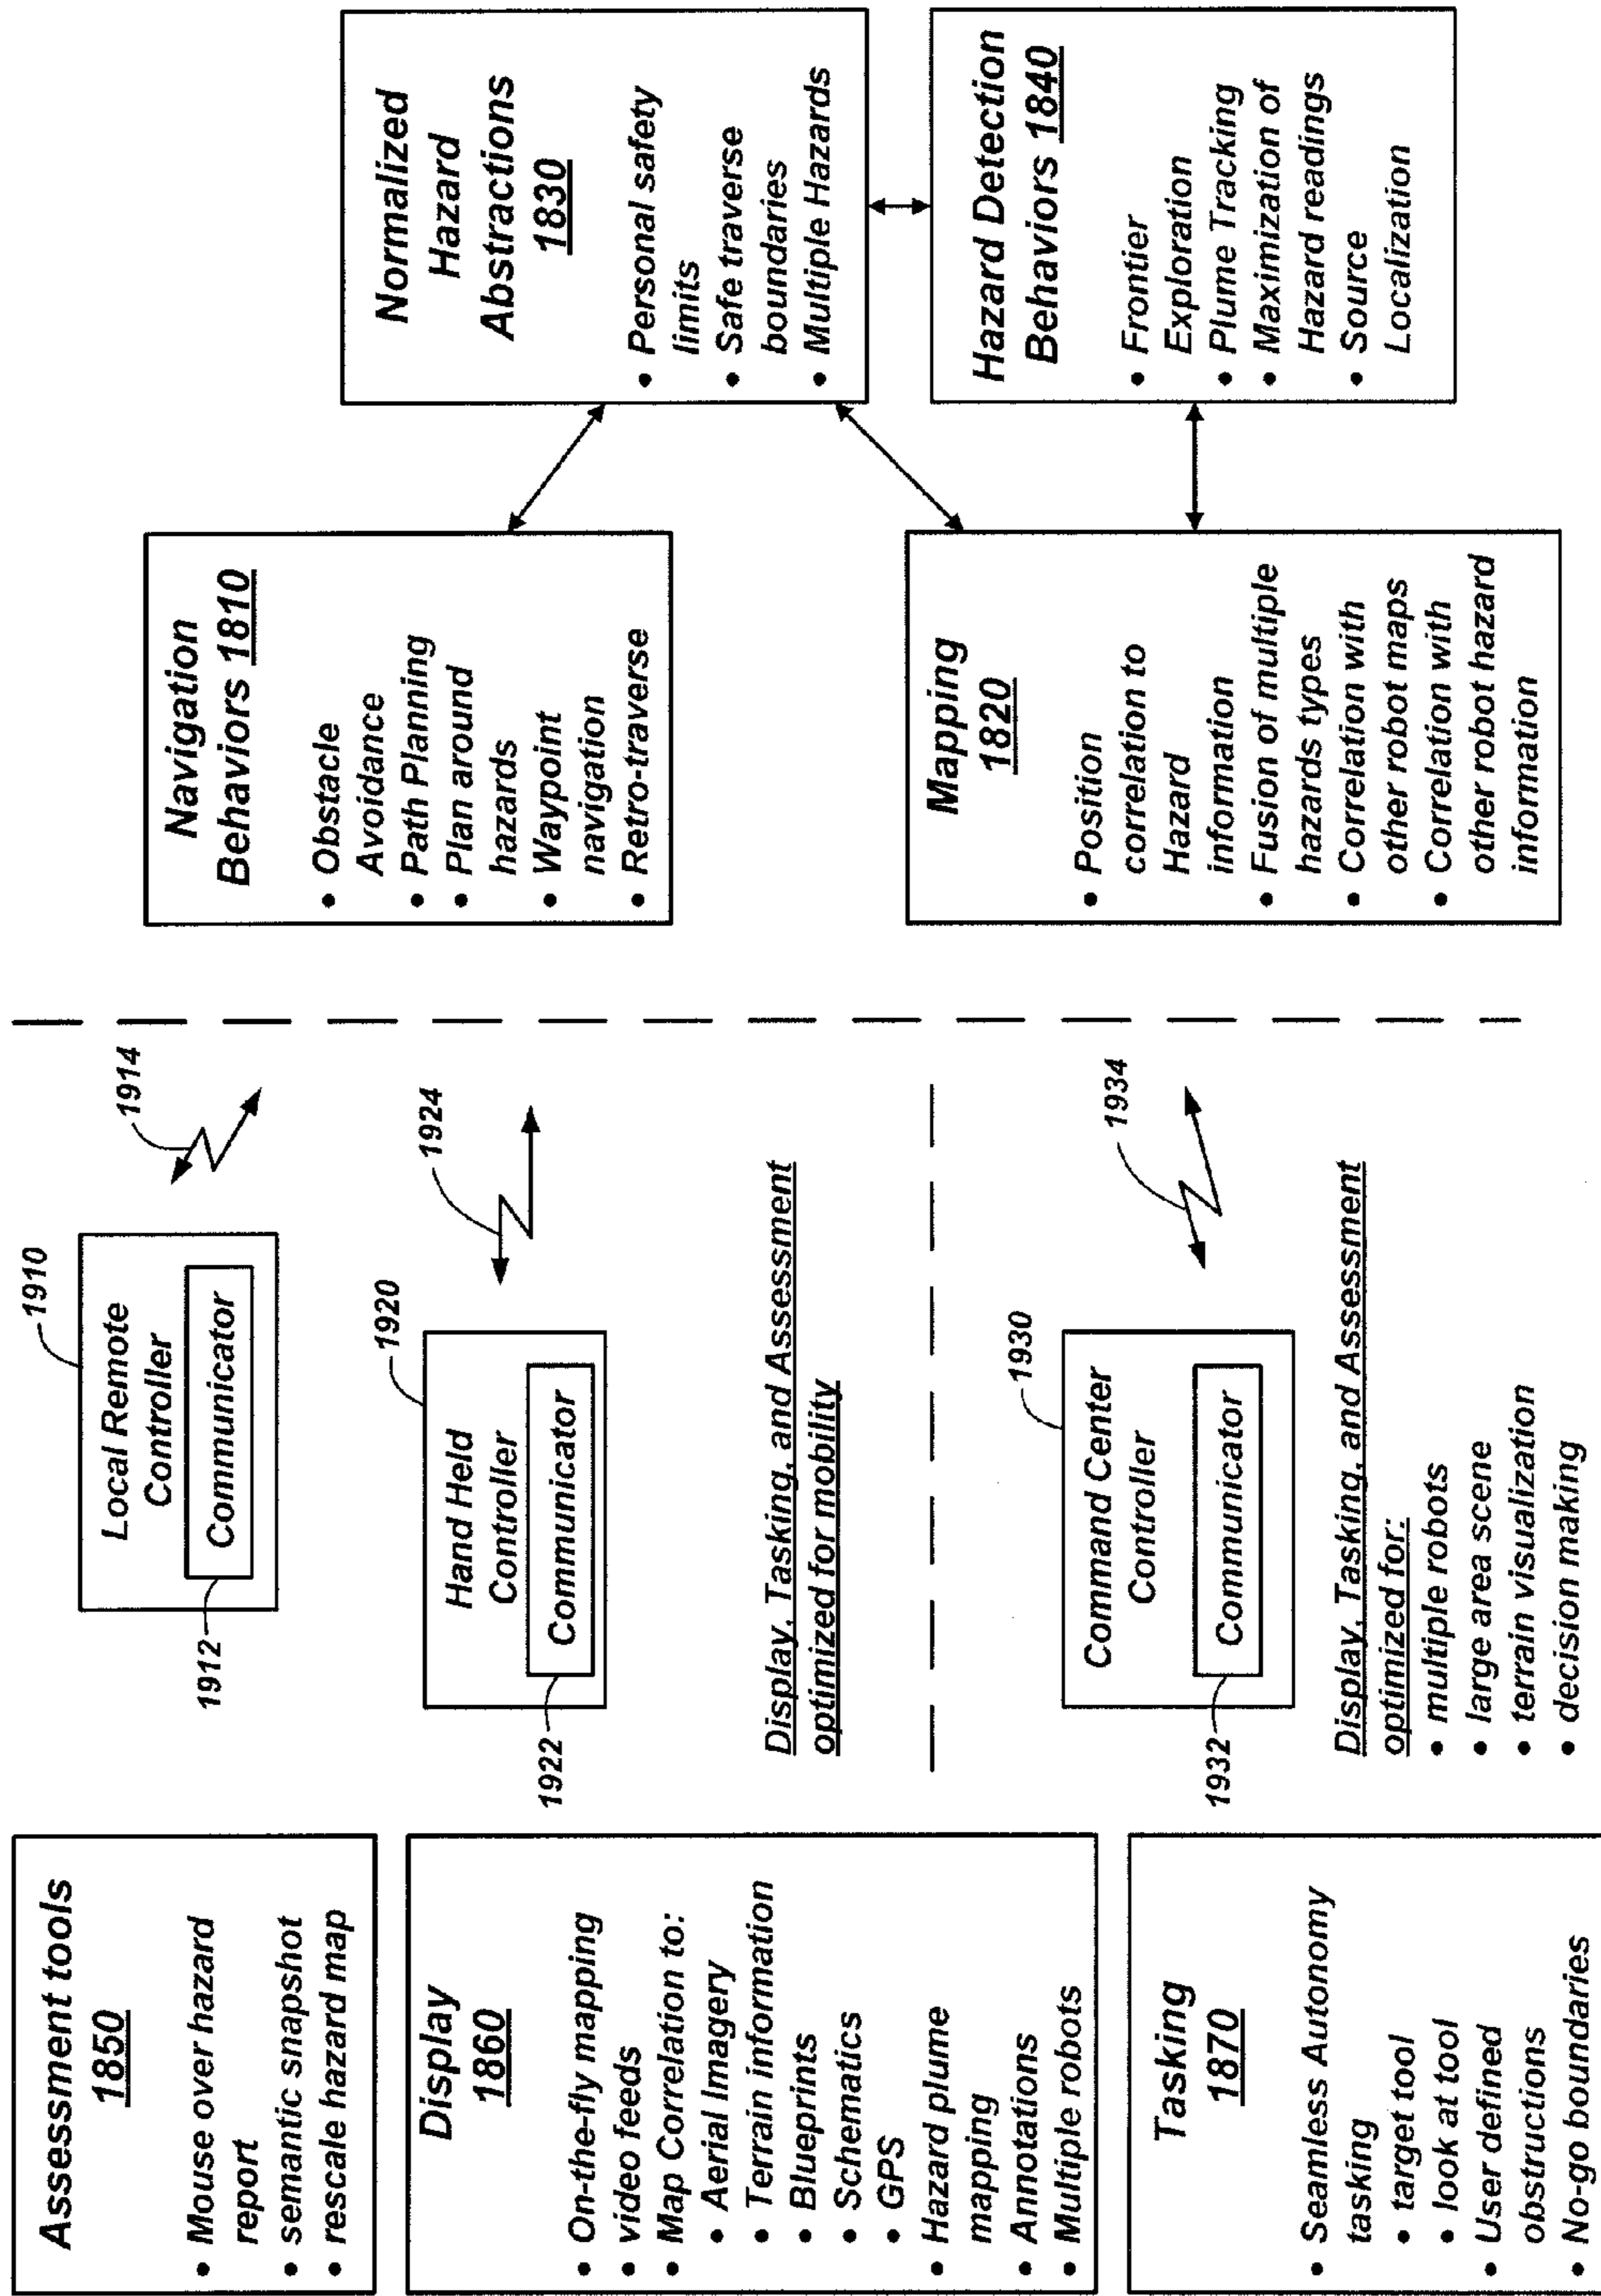 Assessment tools
1850
• Mouse over hazard
report
• semantic snapshot
• rescale hazard map
Display
1860
• On-the-fly mapping
• video feeds
• Map Correlation to:
• Aerial Imagery
• Terrain information
• Blueprints
• Schematics
• GPS
• Hazard plume
mapping
• Annotations
• Multiple robots
Tasking
1870
• Seamless Autonomy
tasking
• target tool
• look at tool
• User defined
obstructions
• No-go boundaries
1910
Local Remote
Controller
Communicator
1912
1914
1920
Hand Held
Controller
Communicator
1922
1924
Display, Tasking, and Assessment
optimized for mobility
1930
Command Center
Controller
Communicator
1932
1934
Display, Tasking, and Assessment
optimized for:
• multiple robots
• large area scene
• terrain visualization
• decision making
Navigation
Behaviors 1810
• Obstacle
Avoidance
• Path Planning
• Plan around
hazards
• Waypoint
navigation
• Retro-traverse
Mapping
1820
• Position
correlation to
Hazard
information
• Fusion of multiple
hazards types
• Correlation with
other robot maps
• Correlation with
other robot hazard
information
Normalized
Hazard
Abstractions
1830
• Personal safety
limits
• Safe traverse
boundaries
• Multiple Hazards
Hazard Detection
Behaviors 1840
• Frontier
Exploration
• Plume Tracking
• Maximization of
Hazard readings
• Source
Localization